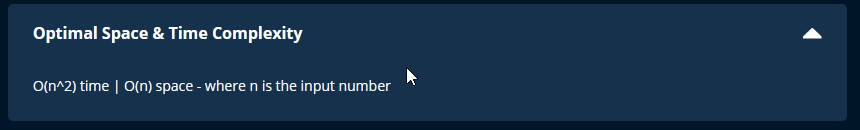 Optimal Space & Time Complexity
O(n^2) time | O(n) space - where n is the input number